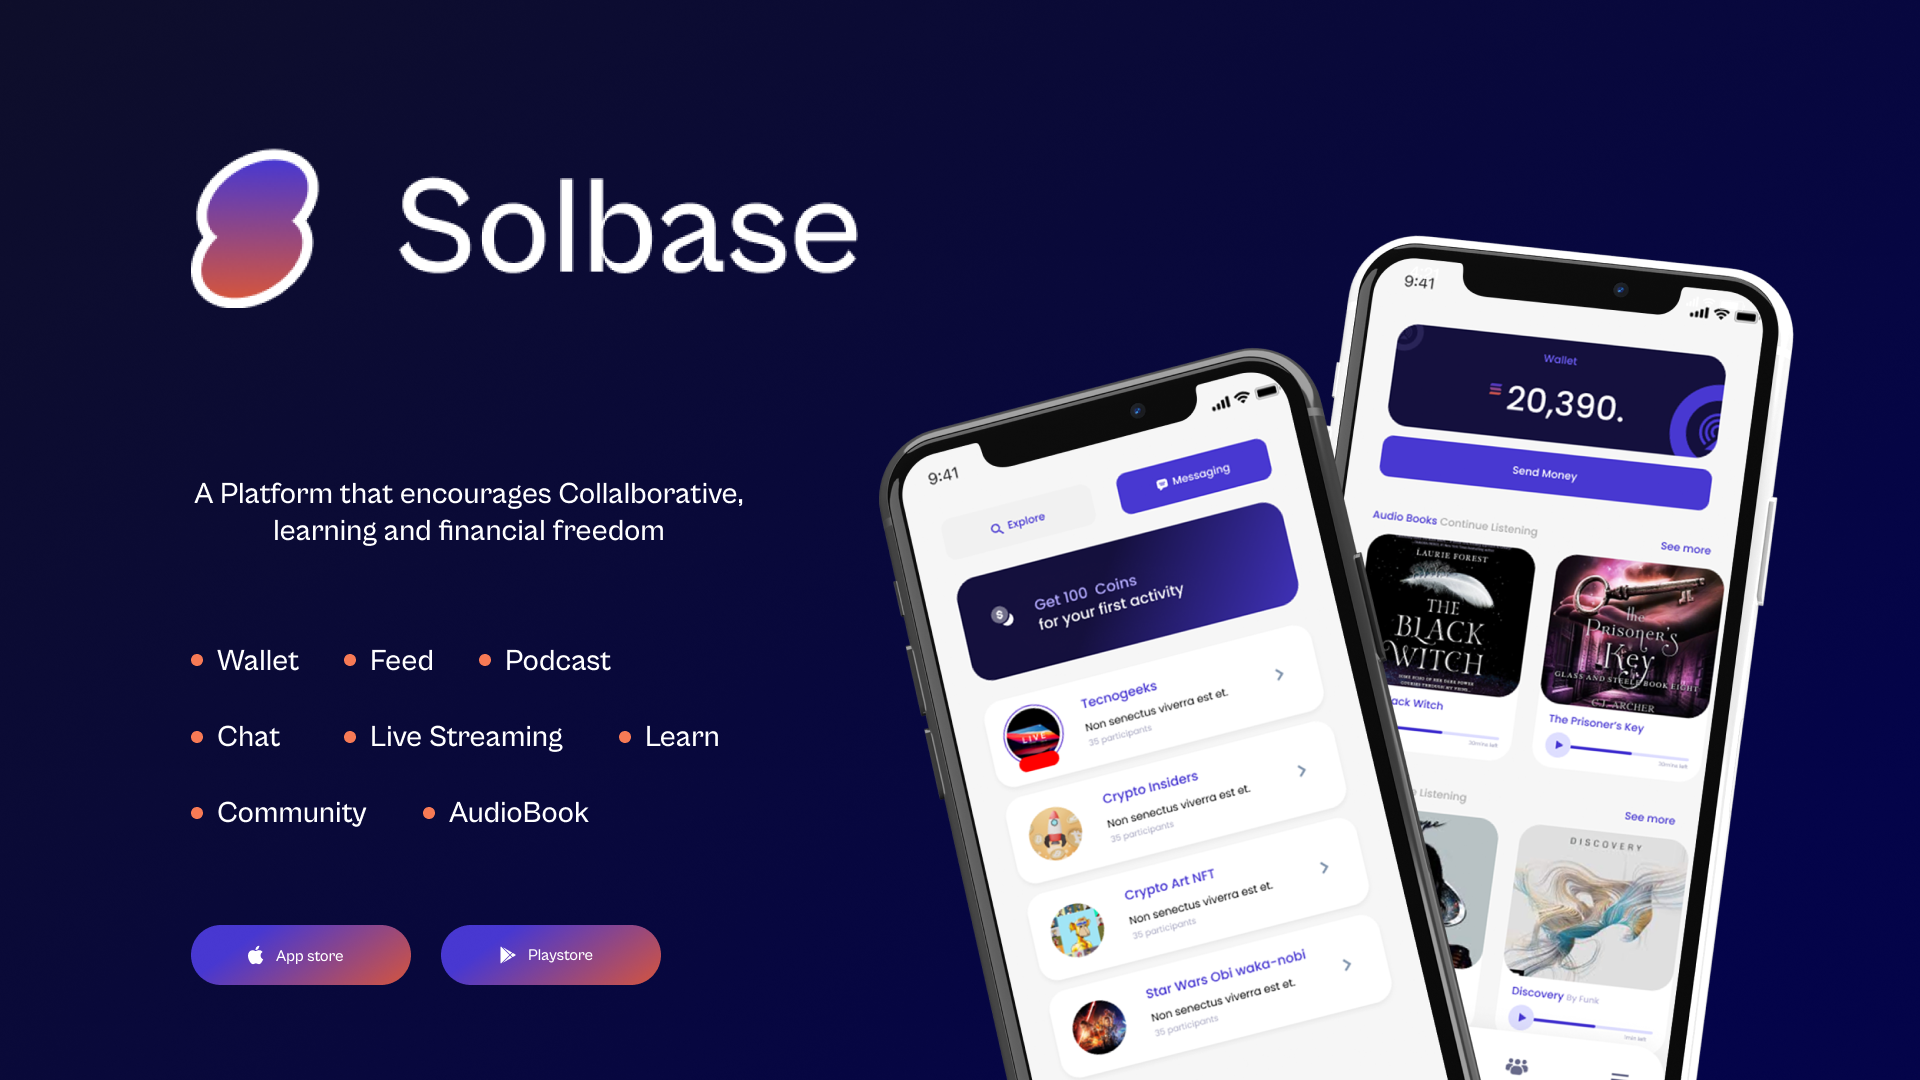 Solbase
A Platform that encourages Collalborative,
learning and financial freedom
Wallet
Feed
Podcast
Chat
Live Streaming
Learn
Community
AudioBook
App store
Playstore
9:41
Explore
Messaging
Get 100 Coins
for your first activity
Tecnogeeks
Non senectus viverra est et.
35 participants
LIVE
Crypto Insiders
Non senectus viverra est et.
35 participants
Crypto Art NFT
Non senectus viverra est et.
35 participants
Star Wars Obi waka-nobi
Non senectus viverra est et.
35 participants
9:41
Wallet
20,390.
Send Money
Audio Books Continue Listening
See more
LAURIE FOREST
THE
BLACK
WITCH
ack Witch
30mins left
the
PRISONER'S
Key
GLASS AND STEELE BOOK EIGHT
C.J. ARCHER
The Prisoner's Key
30mins left
Listening
See more
DISCOVERY
Discovery By Funk